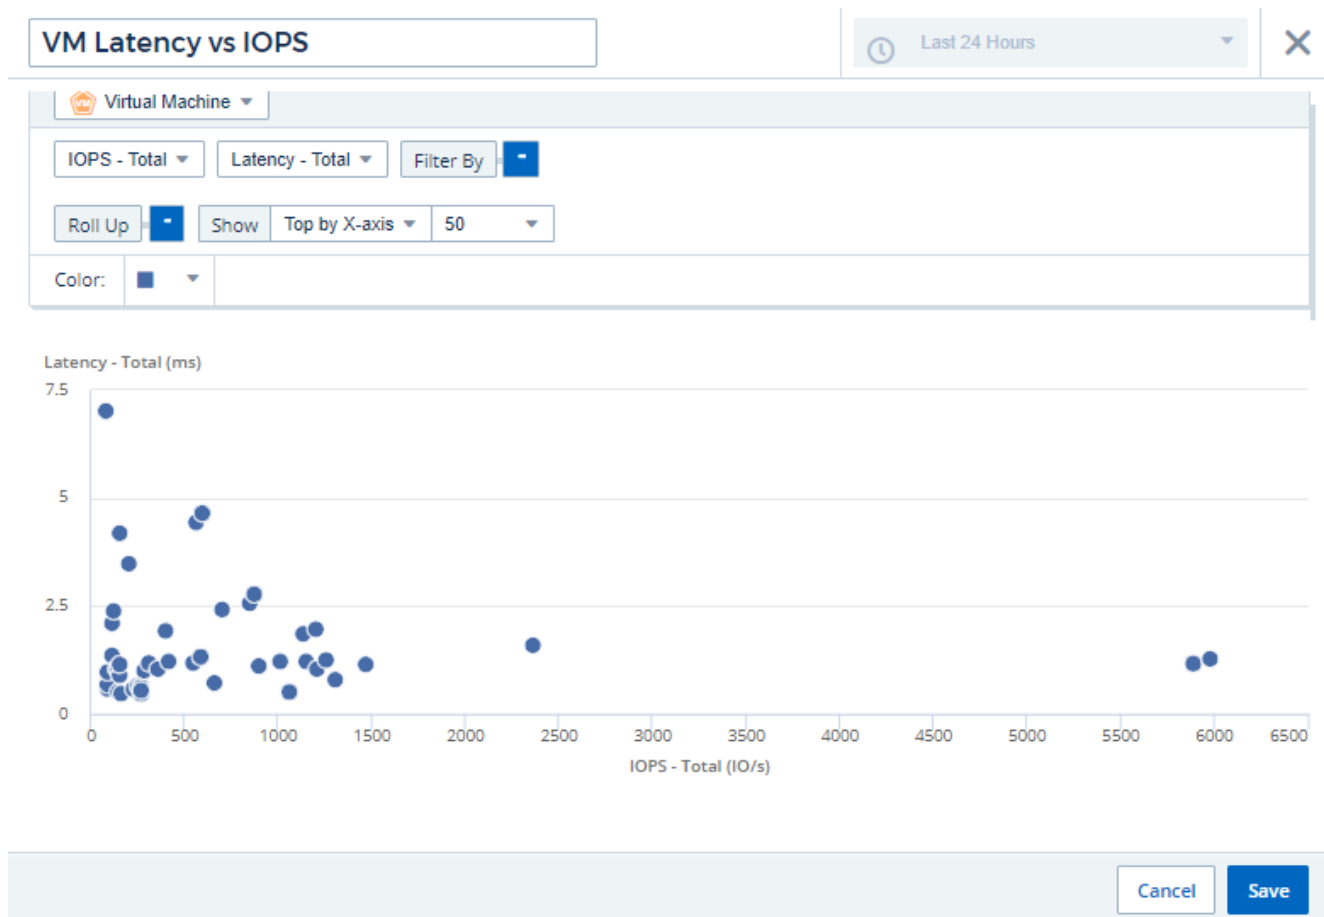 VM Latency vs IOPS
Last 24 Hours
VM Virtual Machine
IOPS - Total
Latency - Total
Filter By
-
Roll Up
-
Show
Top by X-axis
50
Color:
Latency - Total (ms)
7.5
5
2.5
0
0 500 1000 1500 2000 2500 3000 3500 4000 4500 5000 5500 6000 6500
IOPS - Total (IO/s)
Cancel
Save